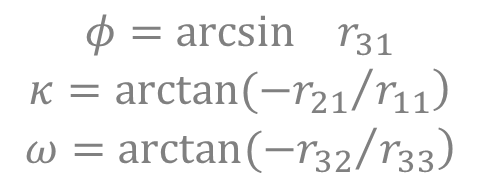 ϕ = arcsin r₃₁
κ = arctan(−r₂₁/r₁₁)
ω = arctan(−r₃₂/r₃₃)